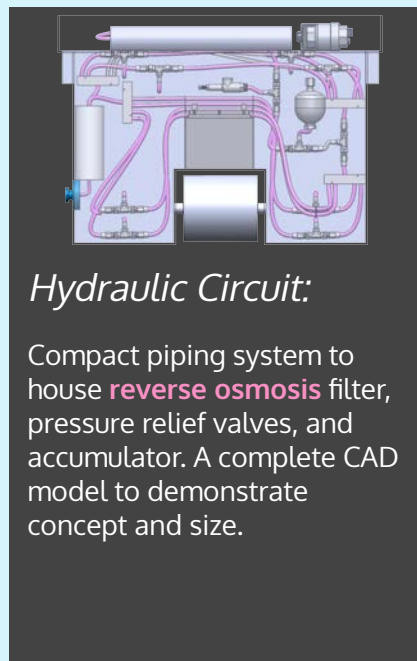 Hydraulic Circuit:
Compact piping system to
house reverse osmosis filter,
pressure relief valves, and
accumulator. A complete CAD
model to demonstrate
concept and size.